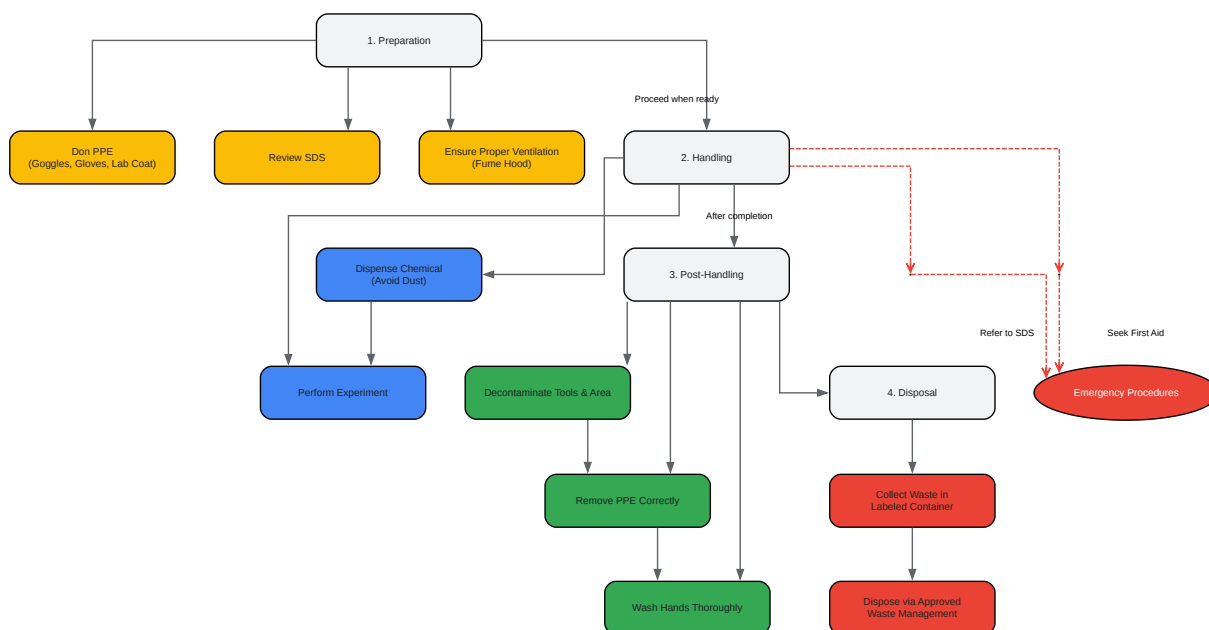 1. Preparation
Proceed when ready
Don PPE
(Goggles, Gloves, Lab Coat)
Review SDS
Ensure Proper Ventilation
(Fume Hood)
2. Handling
After completion
Dispense Chemical
(Avoid Dust)
3. Post-Handling
Refer to SDS
Seek First Aid
Perform Experiment
Decontaminate Tools & Area
4. Disposal
Emergency Procedures
Remove PPE Correctly
Collect Waste in
Labeled Container
Wash Hands Thoroughly
Dispose via Approved
Waste Management